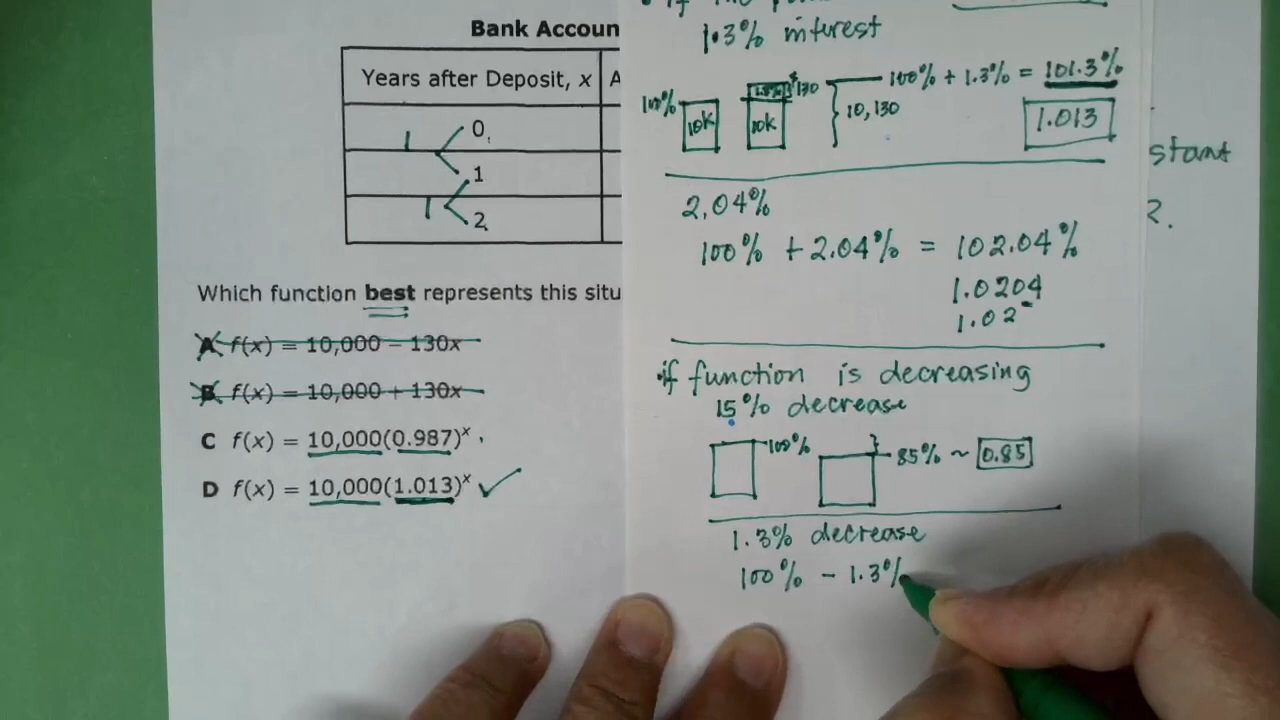 Bank Accoun
Years after Deposit, x A
1 0
1
1 2
Which function best represents this situ
A f(x) = 10,000 − 130x
B f(x) = 10,000 + 130x
C f(x) = 10,000(0.987)ˣ
D f(x) = 10,000(1.013)ˣ ✓
1.3% interest
100% 10k 10k $130 100% + 1.3% = 101.3%
10,130 1.013
2.04%
100% + 2.04% = 102.04%
1.0204
1.02
•if function is decreasing
15% decrease
100% 85% ~ 0.85
1.3% decrease
100% − 1.3%
stant
2.